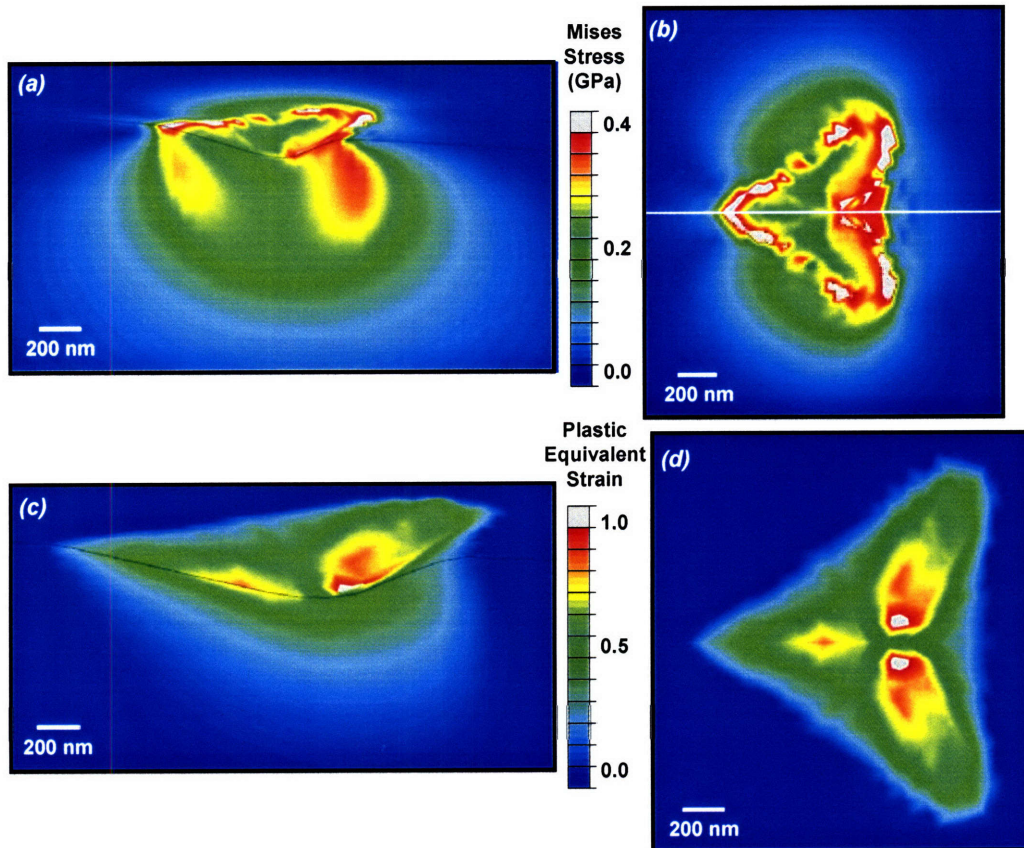 (a)
200 nm
Mises
Stress
(GPa)
0.4
0.2
0.0
(b)
200 nm
(c)
200 nm
Plastic
Equivalent
Strain
1.0
0.5
0.0
(d)
200 nm